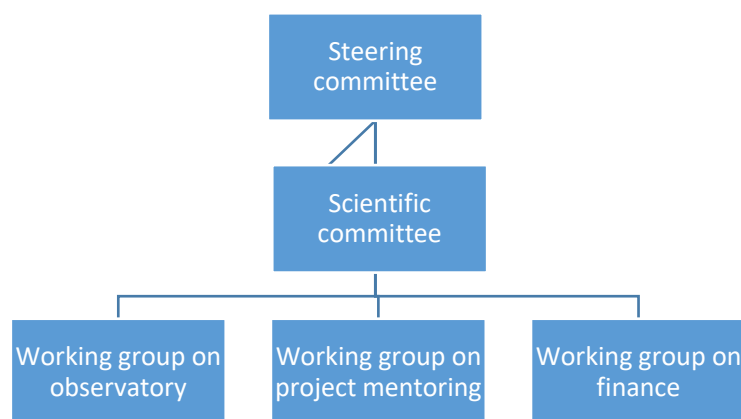 Steering
committee
Scientific
committee
Working group on
observatory
Working group on
project mentoring
Working group on
finance